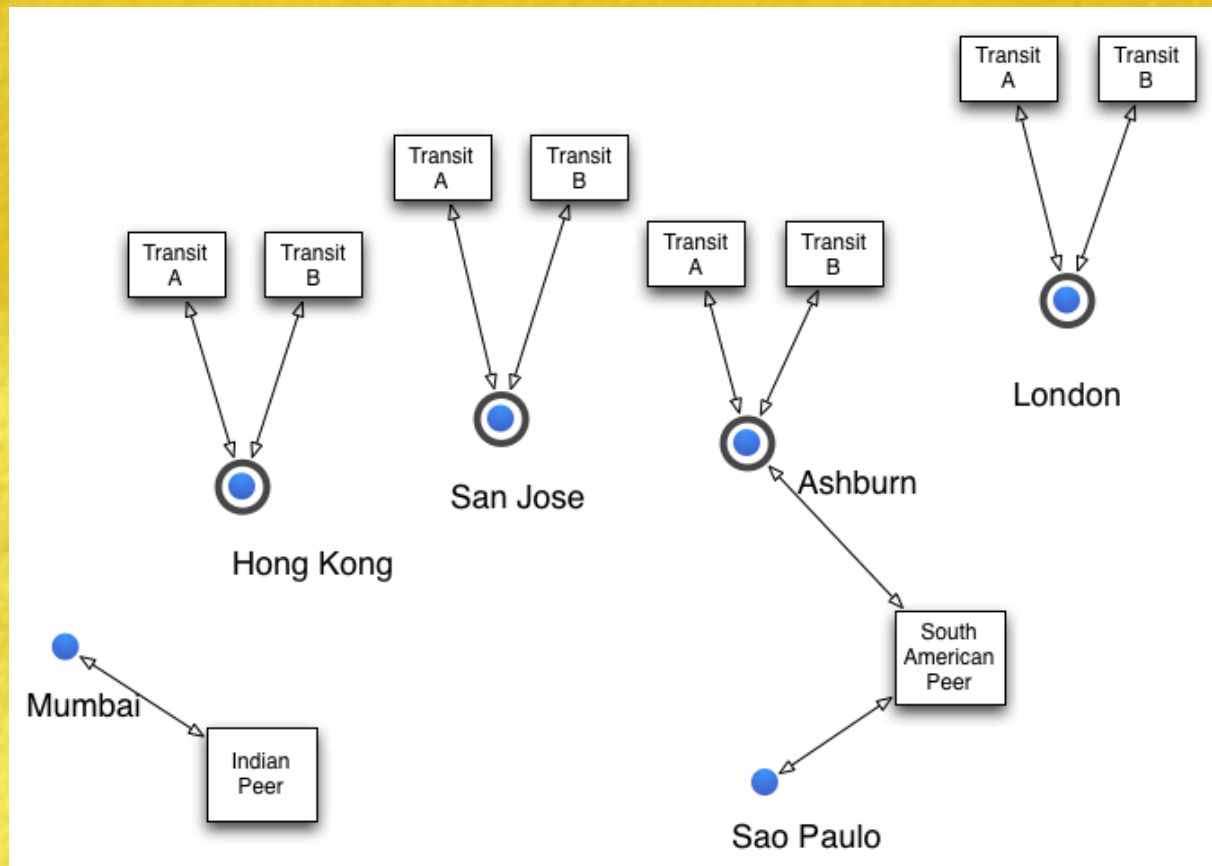 Transit
A
Transit
B
Transit
A
Transit
B
Transit
A
Transit
B
Transit
A
Transit
B
London
Ashburn
San Jose
Hong Kong
South
American
Peer
Mumbai
Indian
Peer
Sao Paulo